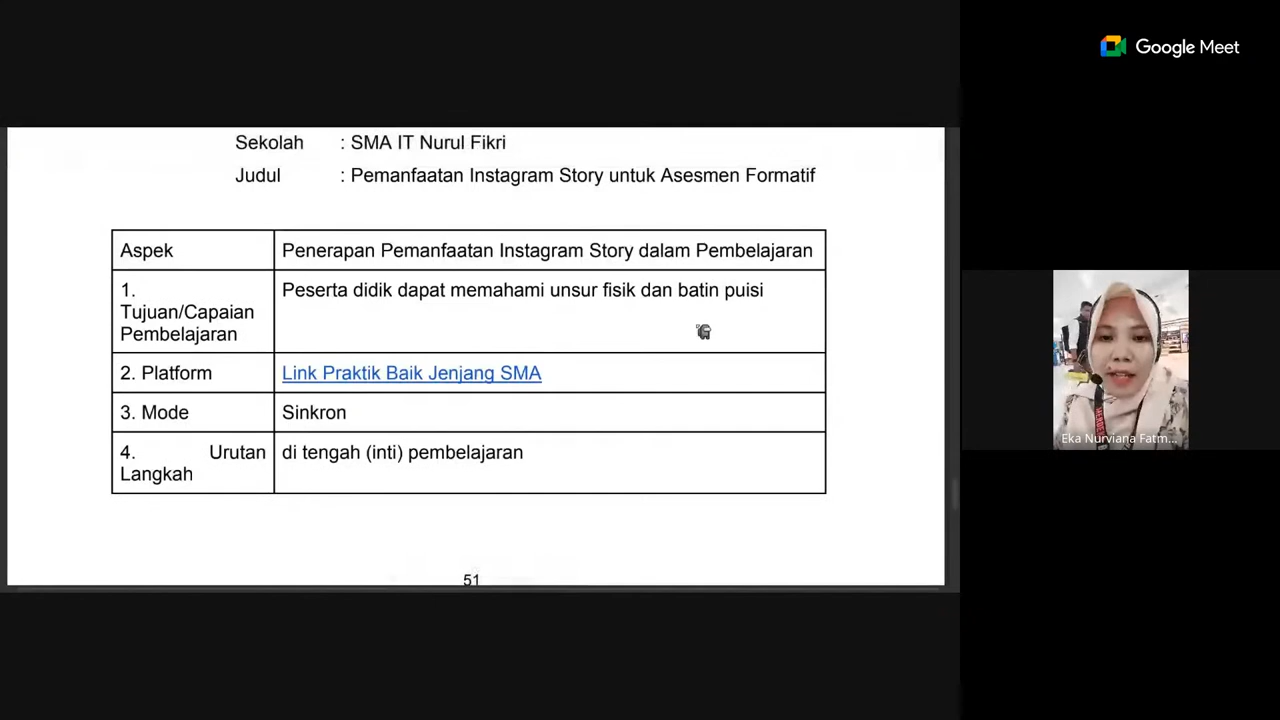 Google Meet
Sekolah : SMA IT Nurul Fikri
Judul : Pemanfaatan Instagram Story untuk Asesmen Formatif
Aspek Penerapan Pemanfaatan Instagram Story dalam Pembelajaran
1. Peserta didik dapat memahami unsur fisik dan batin puisi
Tujuan/Capaian
Pembelajaran
2. Platform Link Praktik Baik Jenjang SMA
3. Mode Sinkron
4. Urutan di tengah (inti) pembelajaran
Langkah
51
Eka Nurviana Fatm...